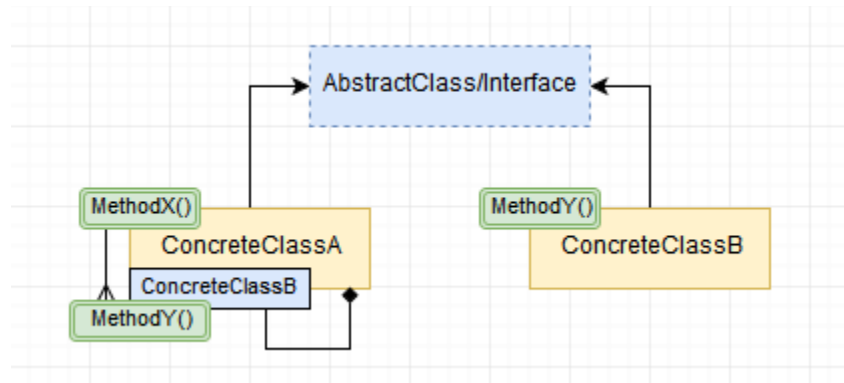 AbstractClass/Interface
MethodX()
MethodY()
ConcreteClassA
ConcreteClassB
ConcreteClassB
MethodY()